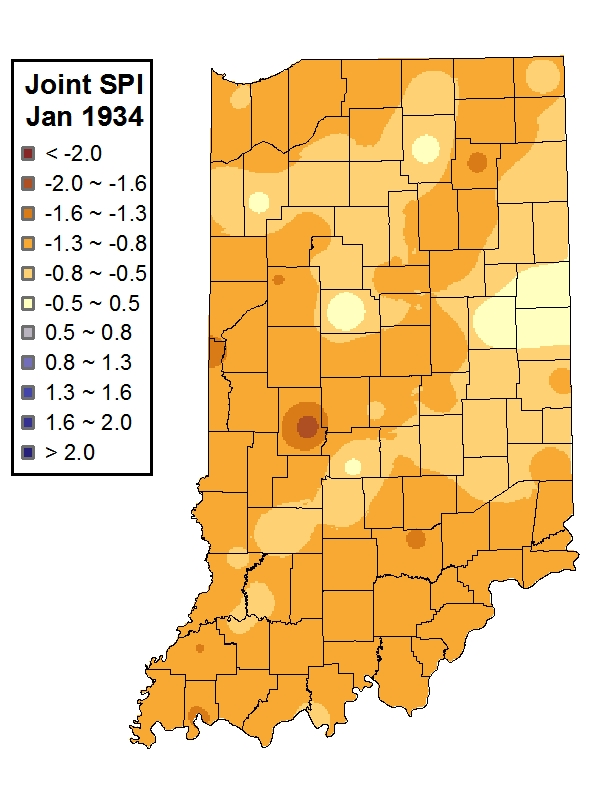 Joint SPI
Jan 1934
< -2.0
-2.0 ~ -1.6
-1.6 ~ -1.3
-1.3 ~ -0.8
-0.8 ~ -0.5
-0.5 ~ 0.5
0.5 ~ 0.8
0.8 ~ 1.3
1.3 ~ 1.6
1.6 ~ 2.0
> 2.0